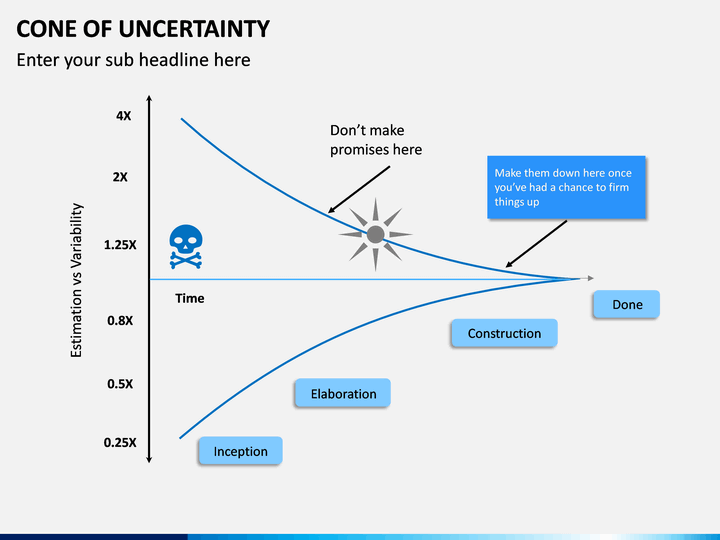 CONE OF UNCERTAINTY
Enter your sub headline here
4X
Don’t make
promises here
2X
Make them down here once
you’ve had a chance to firm
things up
1.25X
Estimation vs Variability
Time
Done
0.8X
Construction
0.5X
Elaboration
0.25X
Inception